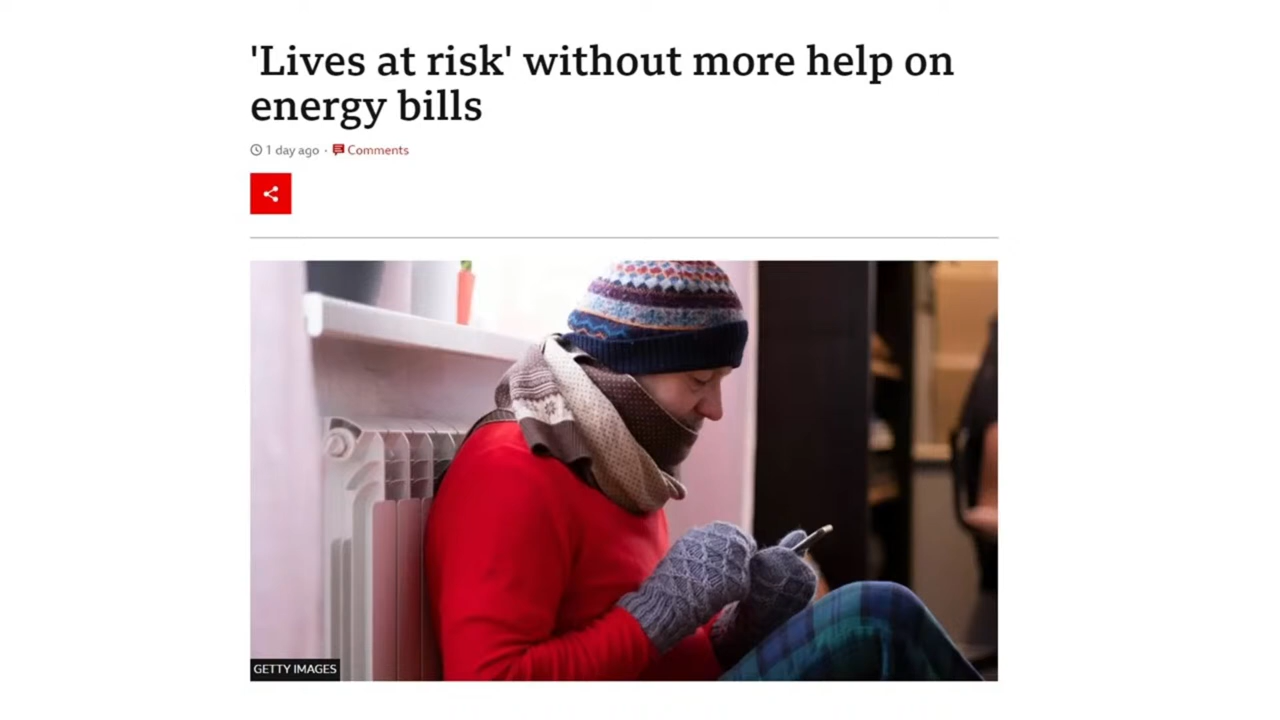 'Lives at risk' without more help on
energy bills
1 day ago · Comments
GETTY IMAGES